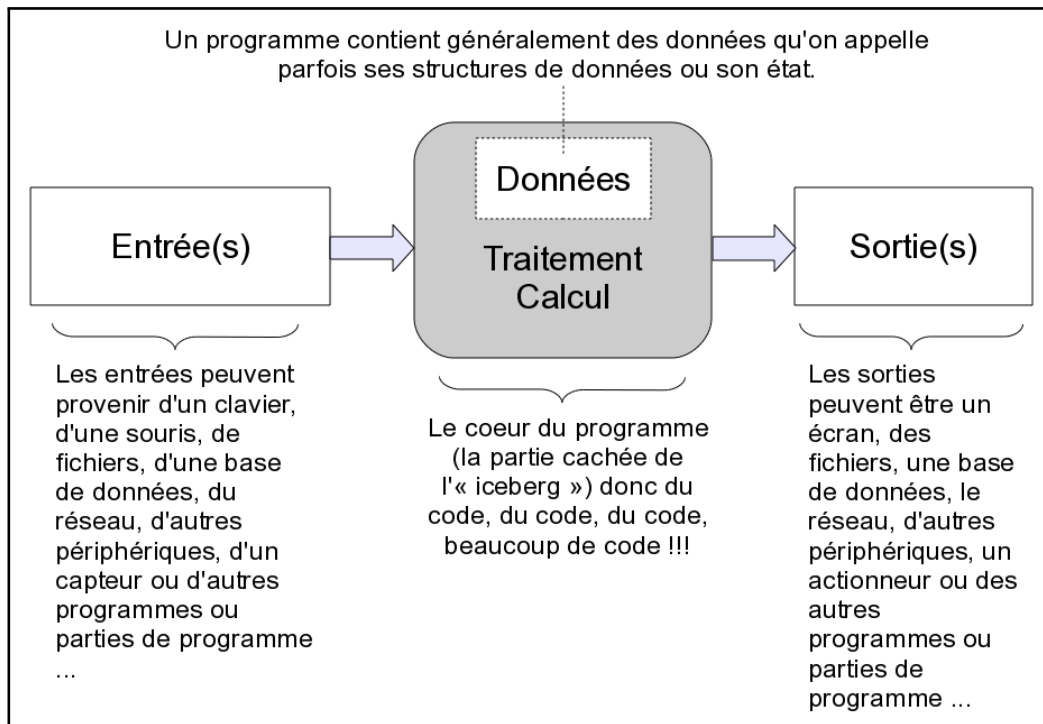 Un programme contient généralement des données qu'on appelle
parfois ses structures de données ou son état.
Données
Entrée(s)
Traitement
Calcul
Sortie(s)
Les entrées peuvent
provenir d'un clavier,
d'une souris, de
fichiers, d'une base
de données, du
réseau, d'autres
périphériques, d'un
capteur ou d'autres
programmes ou
parties de programme
...
Le coeur du programme
(la partie cachée de
l'« iceberg ») donc du
code, du code, du code,
beaucoup de code !!!
Les sorties
peuvent être un
écran, des
fichiers, une base
de données, le
réseau, d'autres
périphériques, un
actionneur ou des
autres
programmes ou
parties de
programme ...